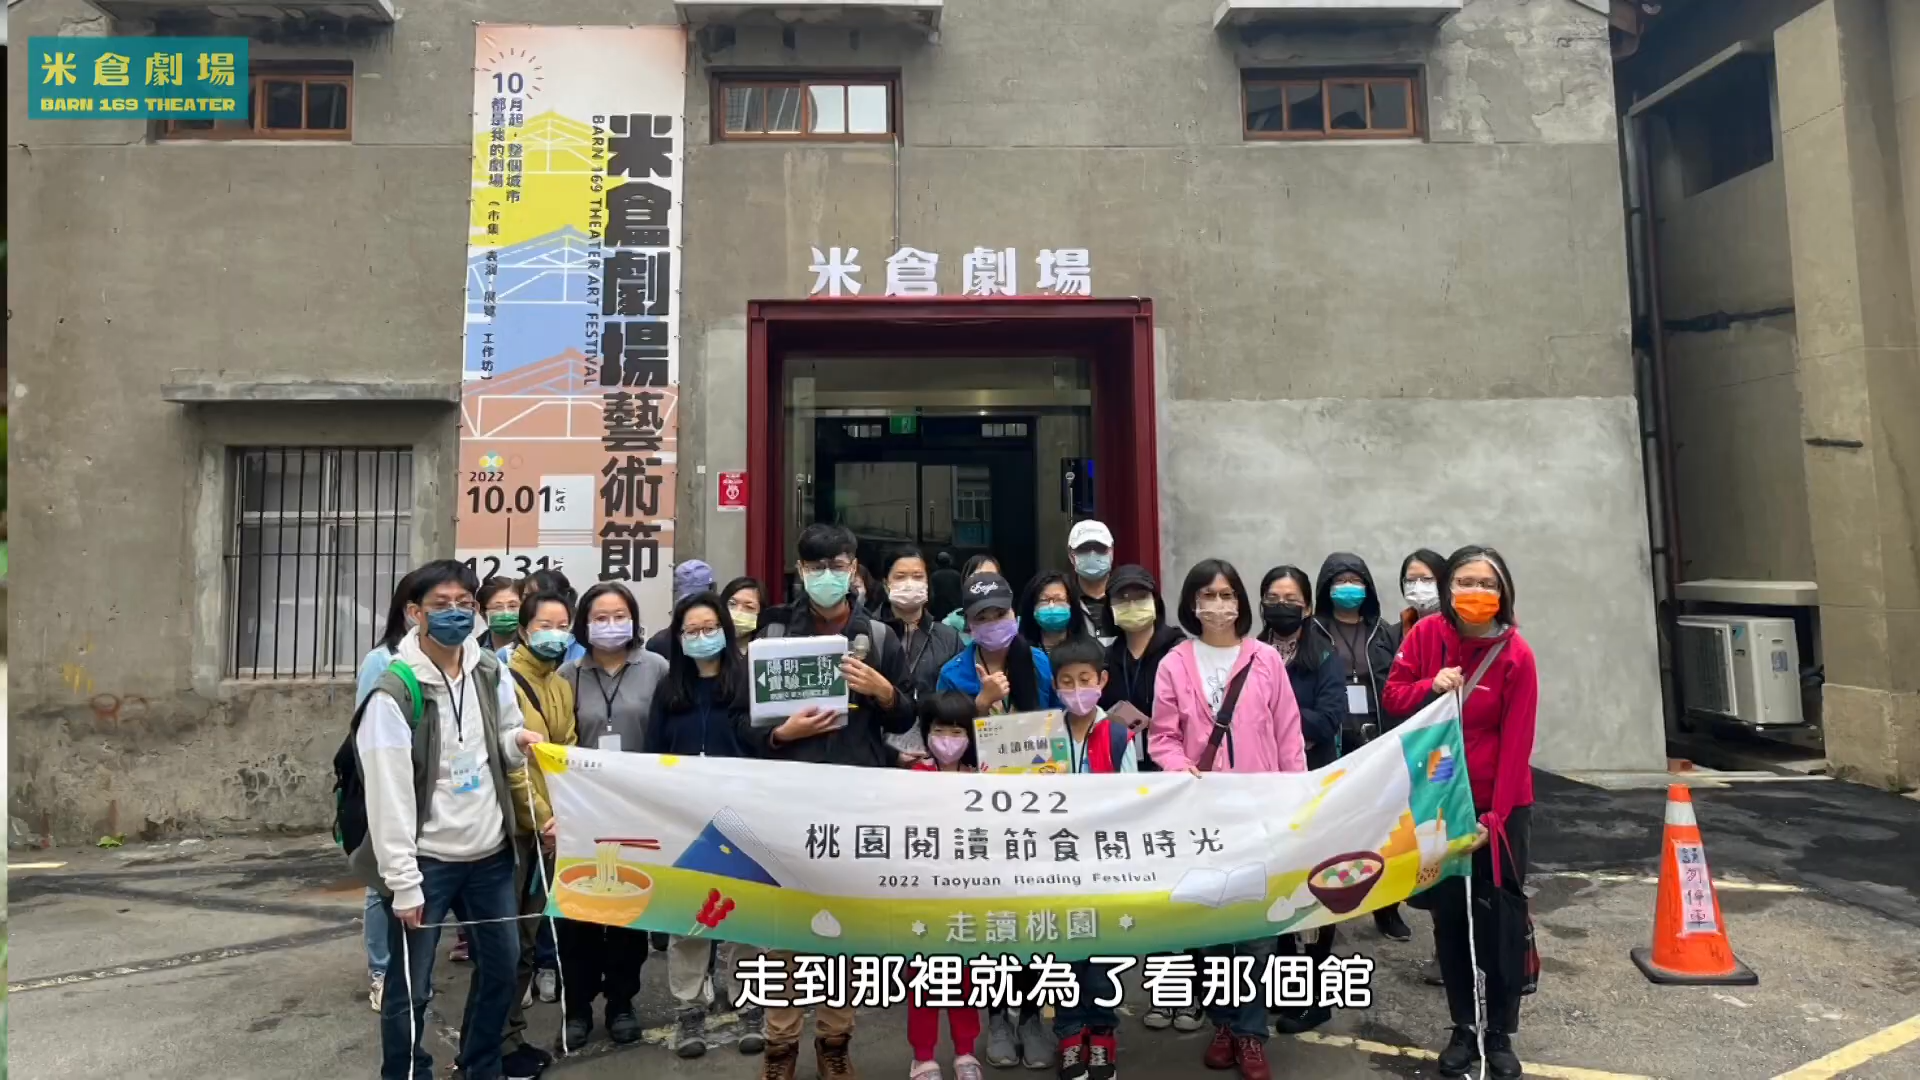 米倉劇場
BARN 169 THEATER
10月起，整個城市
都是我的劇場（市集．表演．展覽．工作坊）
米倉劇場藝術節
BARN 169 THEATER ART FESTIVAL
2022
10.01 SAT.
12.31
米倉劇場
陽明一街
實驗工坊
走讀桃園
2022
桃園閱讀節食閱時光
2022 Taoyuan Reading Festival
走讀桃園
請勿停車
走到那裡就為了看那個館